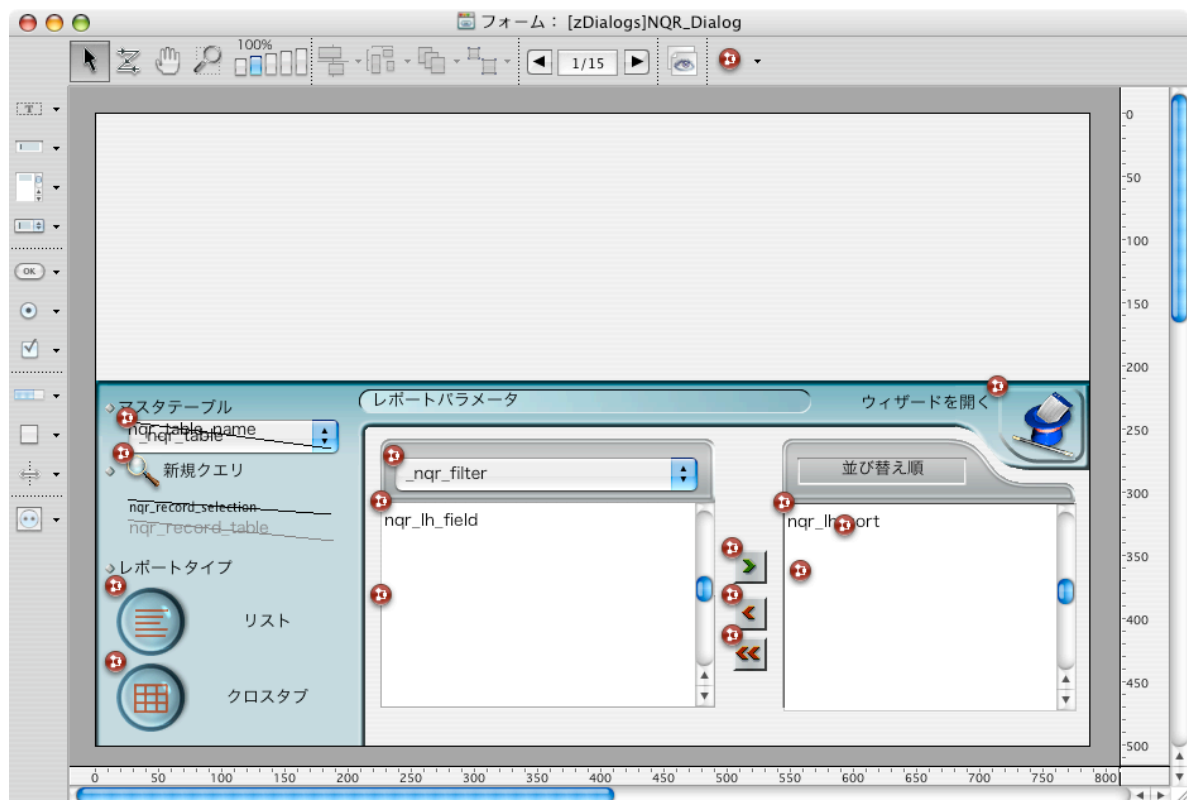 フォーム： [zDialogs]NQR_Dialog
100%
1/15
T
OK
0
50
100
150
200
250
300
350
400
450
500
マスタテーブル
レポートパラメータ
ウィザードを開く
nqr_table_name
_nqr_table
新規クエリ
_nqr_filter
並び替え順
nqr_record_selection
nqr_record_table
nqr_lh_field
レポートタイプ
リスト
クロスタブ
0 50 100 150 200 250 300 350 400 450 500 550 600 650 700 750 800